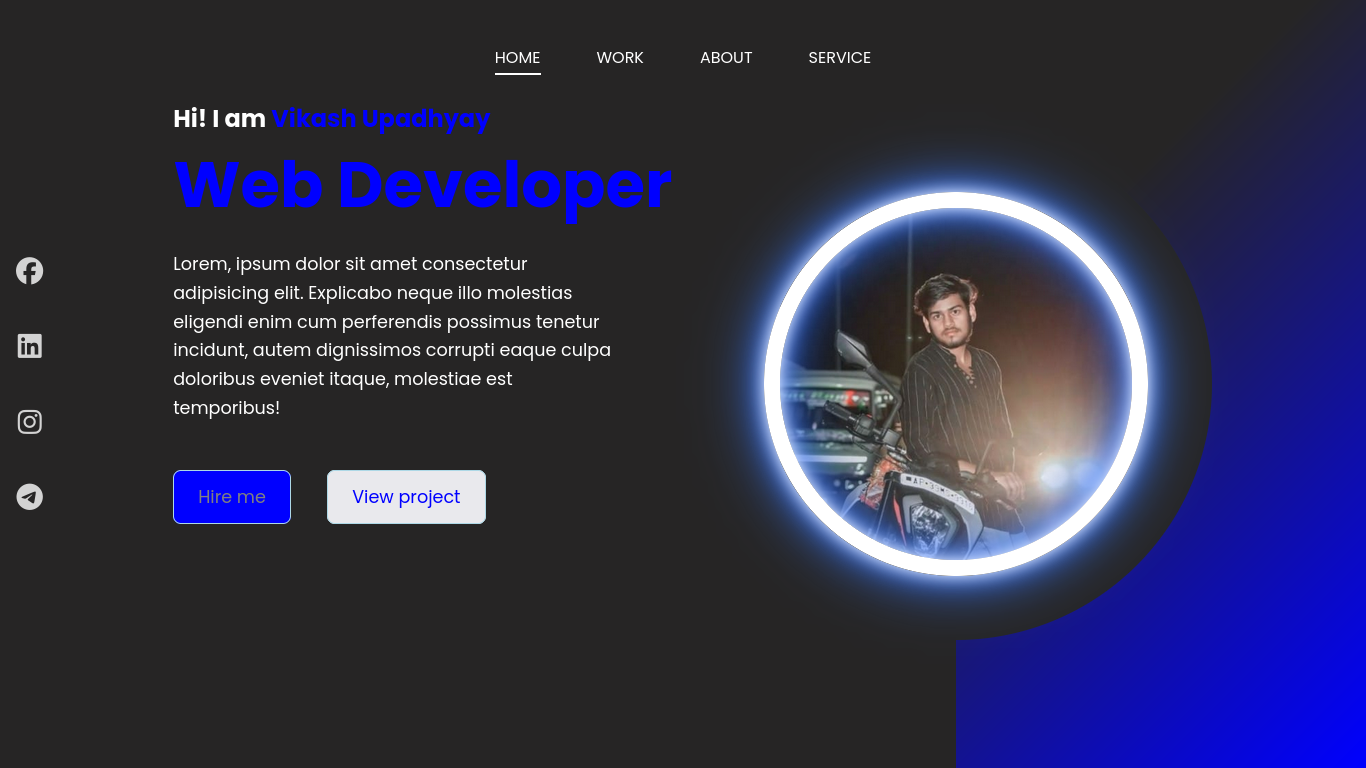 HOME WORK ABOUT SERVICE
Hi! I am Vikash Upadhyay
Web Developer
Lorem, ipsum dolor sit amet consectetur
adipisicing elit. Explicabo neque illo molestias
eligendi enim cum perferendis possimus tenetur
incidunt, autem dignissimos corrupti eaque culpa
doloribus eveniet itaque, molestiae est
temporibus!
Hire me View project